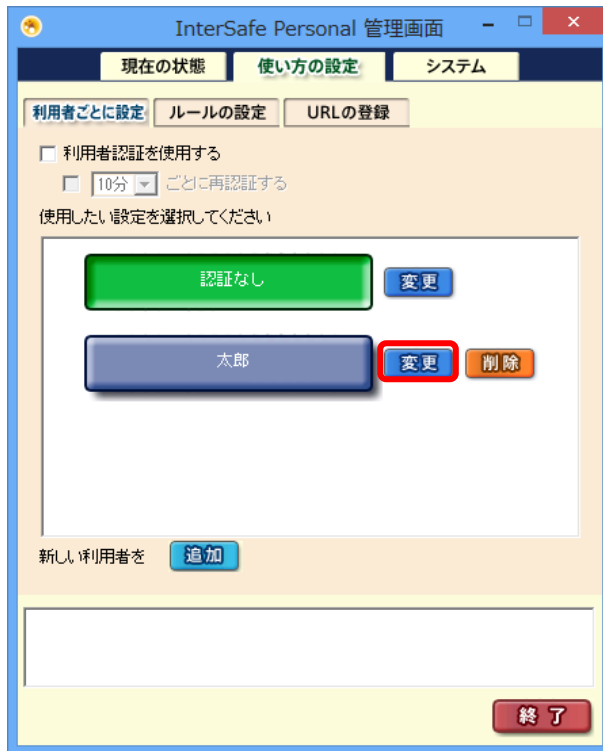 InterSafe Personal 管理画面
現在の状態 使い方の設定 システム
利用者ごとに設定 ルールの設定 URLの登録
利用者認証を使用する
10分 ごとに再認証する
使用したい設定を選択してください
認証なし 変更
太郎 変更 削除
新しい利用者を 追加
終了